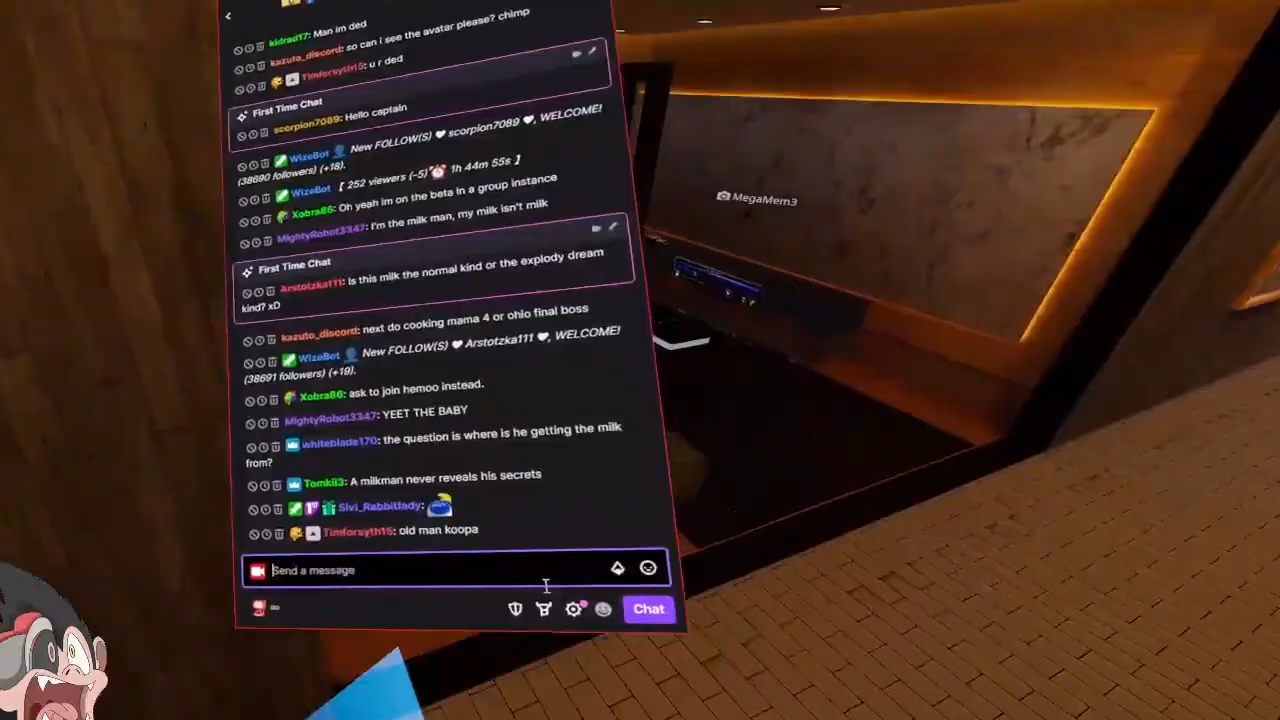 kidrad17: Man im ded
kazuto_discord: so can i see the avatar please? chimp
Timforsyth15: u r ded
First Time Chat
scorpion7089: Hello captain
WizeBot New FOLLOW(S) ❤ scorpion7089 ❤, WELCOME!
(38690 followers) (+18).
WizeBot [ 252 viewers (-5) ⏰ 1h 44m 55s ]
Xobra86: Oh yeah im on the beta in a group instance
MightyRobot3347: I'm the milk man, my milk isn't milk
First Time Chat
Arstotzka111: Is this milk the normal kind or the explody dream
kind? xD
kazuto_discord: next do cooking mama 4 or ohio final boss
WizeBot New FOLLOW(S) ❤ Arstotzka111 ❤, WELCOME!
(38691 followers) (+19).
Xobra86: ask to join hemoo instead.
MightyRobot3347: YEET THE BABY
whiteblade170: the question is where is he getting the milk
from?
Tomkii3: A milkman never reveals his secrets
Sivi_Rabbitlady:
Timforsyth15: old man koopa
Send a message
∞
Chat
MegaMem3